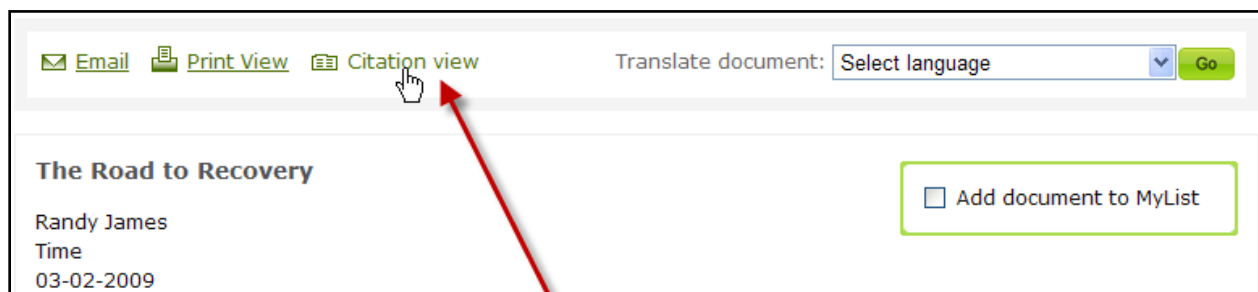 Email Print View Citation view Translate document: Select language Go
The Road to Recovery
Add document to MyList
Randy James
Time
03-02-2009